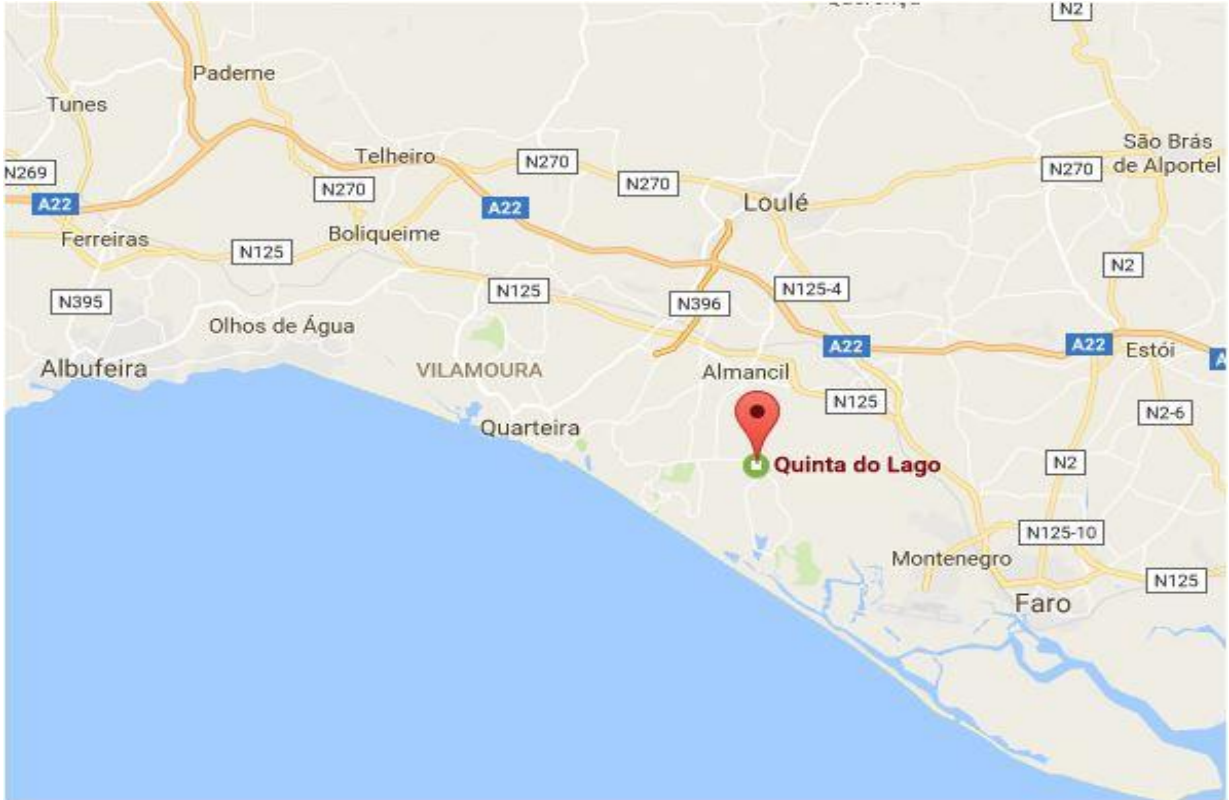 N2
Paderne
Tunes
São Brás
de Alportel
Telheiro
N270
N270
N269
N270
N270
A22
A22
Loulé
Ferreiras
Boliqueime
N125
N2
N125
N125-4
N395
N396
Olhos de Água
A22
A22
Estói
Albufeira
VILAMOURA
Almancil
N125
N2-6
Quarteira
Quinta do Lago
N2
N125-10
Montenegro
N125
Faro